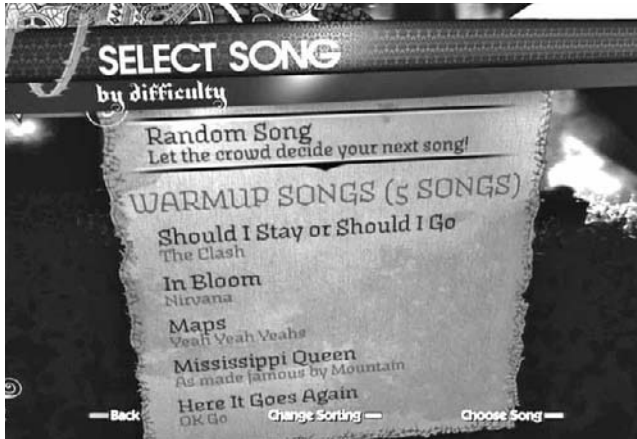 SELECT SONG
by difficulty
Random Song
Let the crowd decide your next song!
WARMUP SONGS (5 SONGS)
Should I Stay or Should I Go
The Clash
In Bloom
Nirvana
Maps
Yeah Yeah Yeahs
Mississippi Queen
As made famous by Mountain
Here It Goes Again
OK Go
Back
Change Sorting
Choose Song